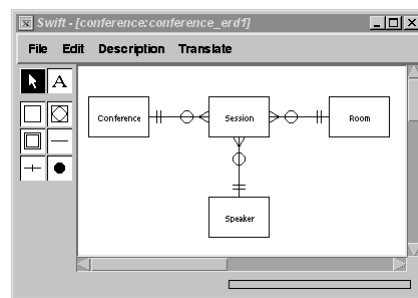 Swift - [conference:conference_erd1]
File Edit Description Translate
A
Conference Session Room
Speaker